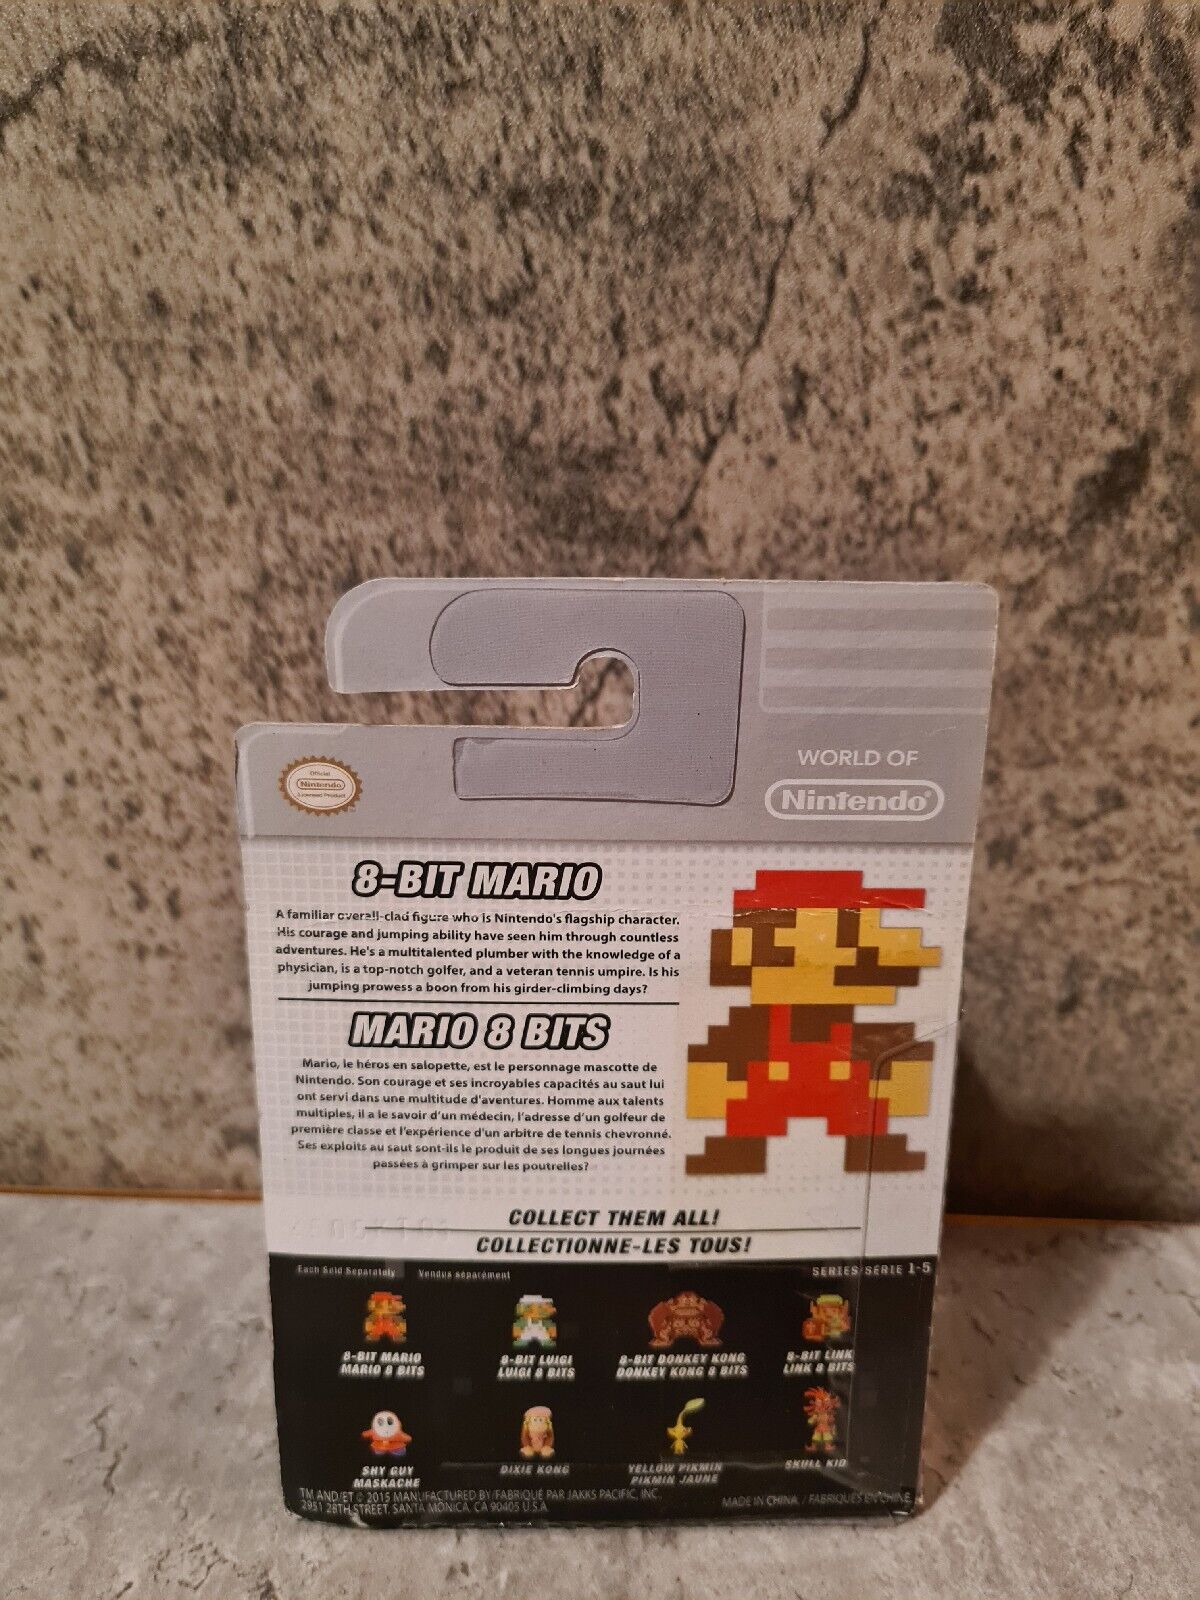 WORLD OF
Nintendo®
Official
Nintendo
Licensed Product
8-BIT MARIO
A familiar overall-clad figure who is Nintendo's flagship character.
His courage and jumping ability have seen him through countless
adventures. He's a multitalented plumber with the knowledge of a
physician, is a top-notch golfer, and a veteran tennis umpire. Is his
jumping prowess a boon from his girder-climbing days?
MARIO 8 BITS
Mario, le héros en salopette, est le personnage mascotte de
Nintendo. Son courage et ses incroyables capacités au saut lui
ont servi dans une multitude d'aventures. Homme aux talents
multiples, il a le savoir d'un médecin, l'adresse d'un golfeur de
première classe et l'expérience d'un arbitre de tennis chevronné.
Ses exploits au saut sont-ils le produit de ses longues journées
passées à grimper sur les poutrelles?
COLLECT THEM ALL!
COLLECTIONNE-LES TOUS!
Each Sold Separately Vendus séparément
SERIES/SÉRIE 1-5
8-BIT MARIO
MARIO 8 BITS
8-BIT LUIGI
LUIGI 8 BITS
8-BIT DONKEY KONG
DONKEY KONG 8 BITS
8-BIT LINK
LINK 8 BITS
SHY GUY
MASKACHE
DIXIE KONG
YELLOW PIKMIN
PIKMIN JAUNE
SKULL KID
TM AND/ET © 2015 MANUFACTURED BY/FABRIQUÉ PAR JAKKS PACIFIC, INC.
2951 28TH STREET, SANTA MONICA, CA 90405 U.S.A.
MADE IN CHINA. / FABRIQUÉS EN CHINE.